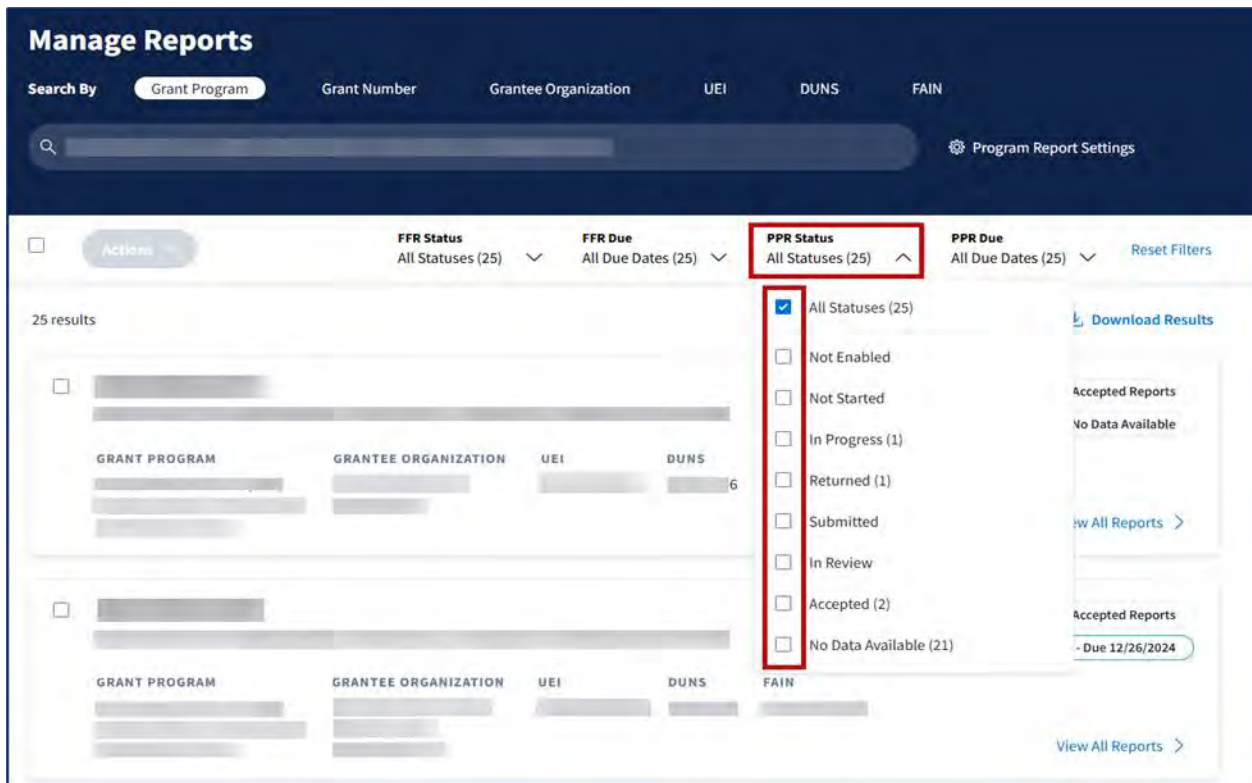 Manage Reports
Search By Grant Program Grant Number Grantee Organization UEI DUNS FAIN
Program Report Settings
Actions
FFR Status FFR Due PPR Status PPR Due
All Statuses (25) All Due Dates (25) All Statuses (25) All Due Dates (25) Reset Filters
25 results
Download Results
All Statuses (25)
Not Enabled
Not Started
In Progress (1)
Returned (1)
Submitted
In Review
Accepted (2)
No Data Available (21)
Accepted Reports
No Data Available
GRANT PROGRAM GRANTEE ORGANIZATION UEI DUNS
6
ew All Reports
Accepted Reports
- Due 12/26/2024
GRANT PROGRAM GRANTEE ORGANIZATION UEI DUNS FAIN
View All Reports